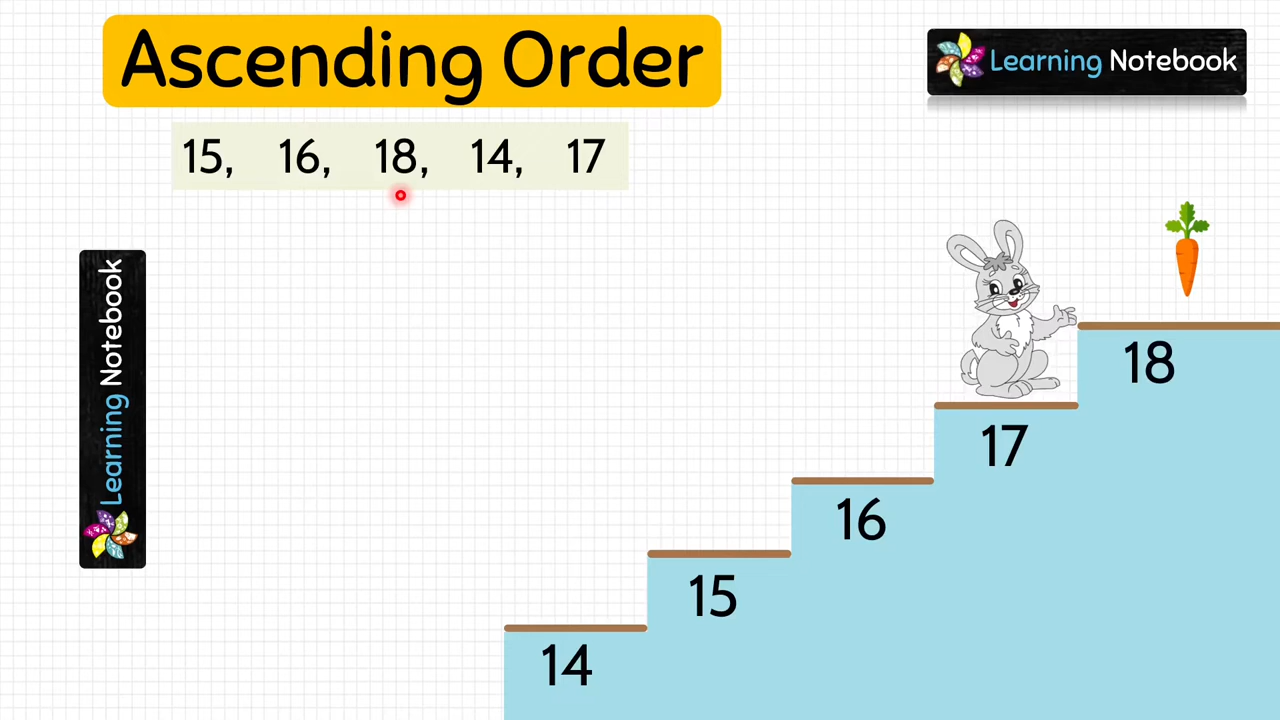 Ascending Order
Learning Notebook
15, 16, 18, 14, 17
Learning Notebook
18
17
16
15
14